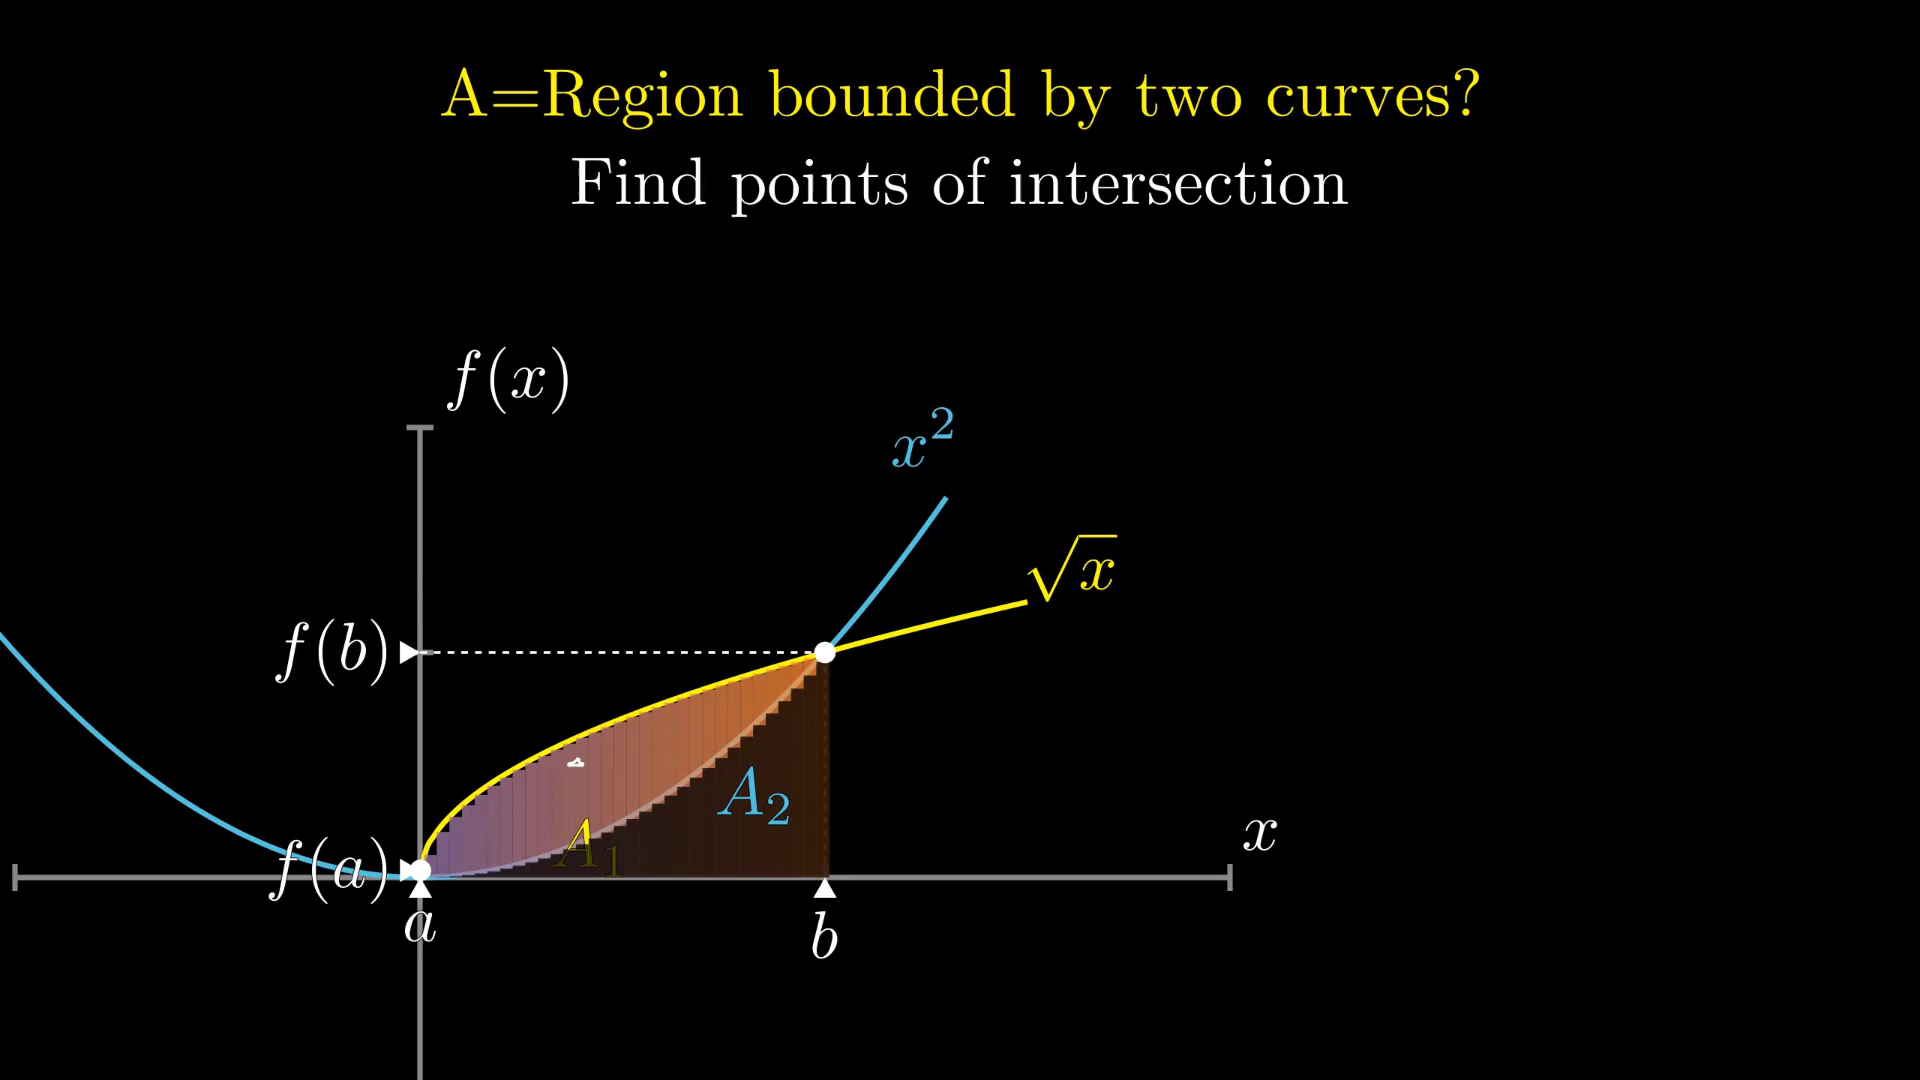 A=Region bounded by two curves?
Find points of intersection
f(x)
x²
√x
f(b)
A₂
A₁
x
f(a)
a
b